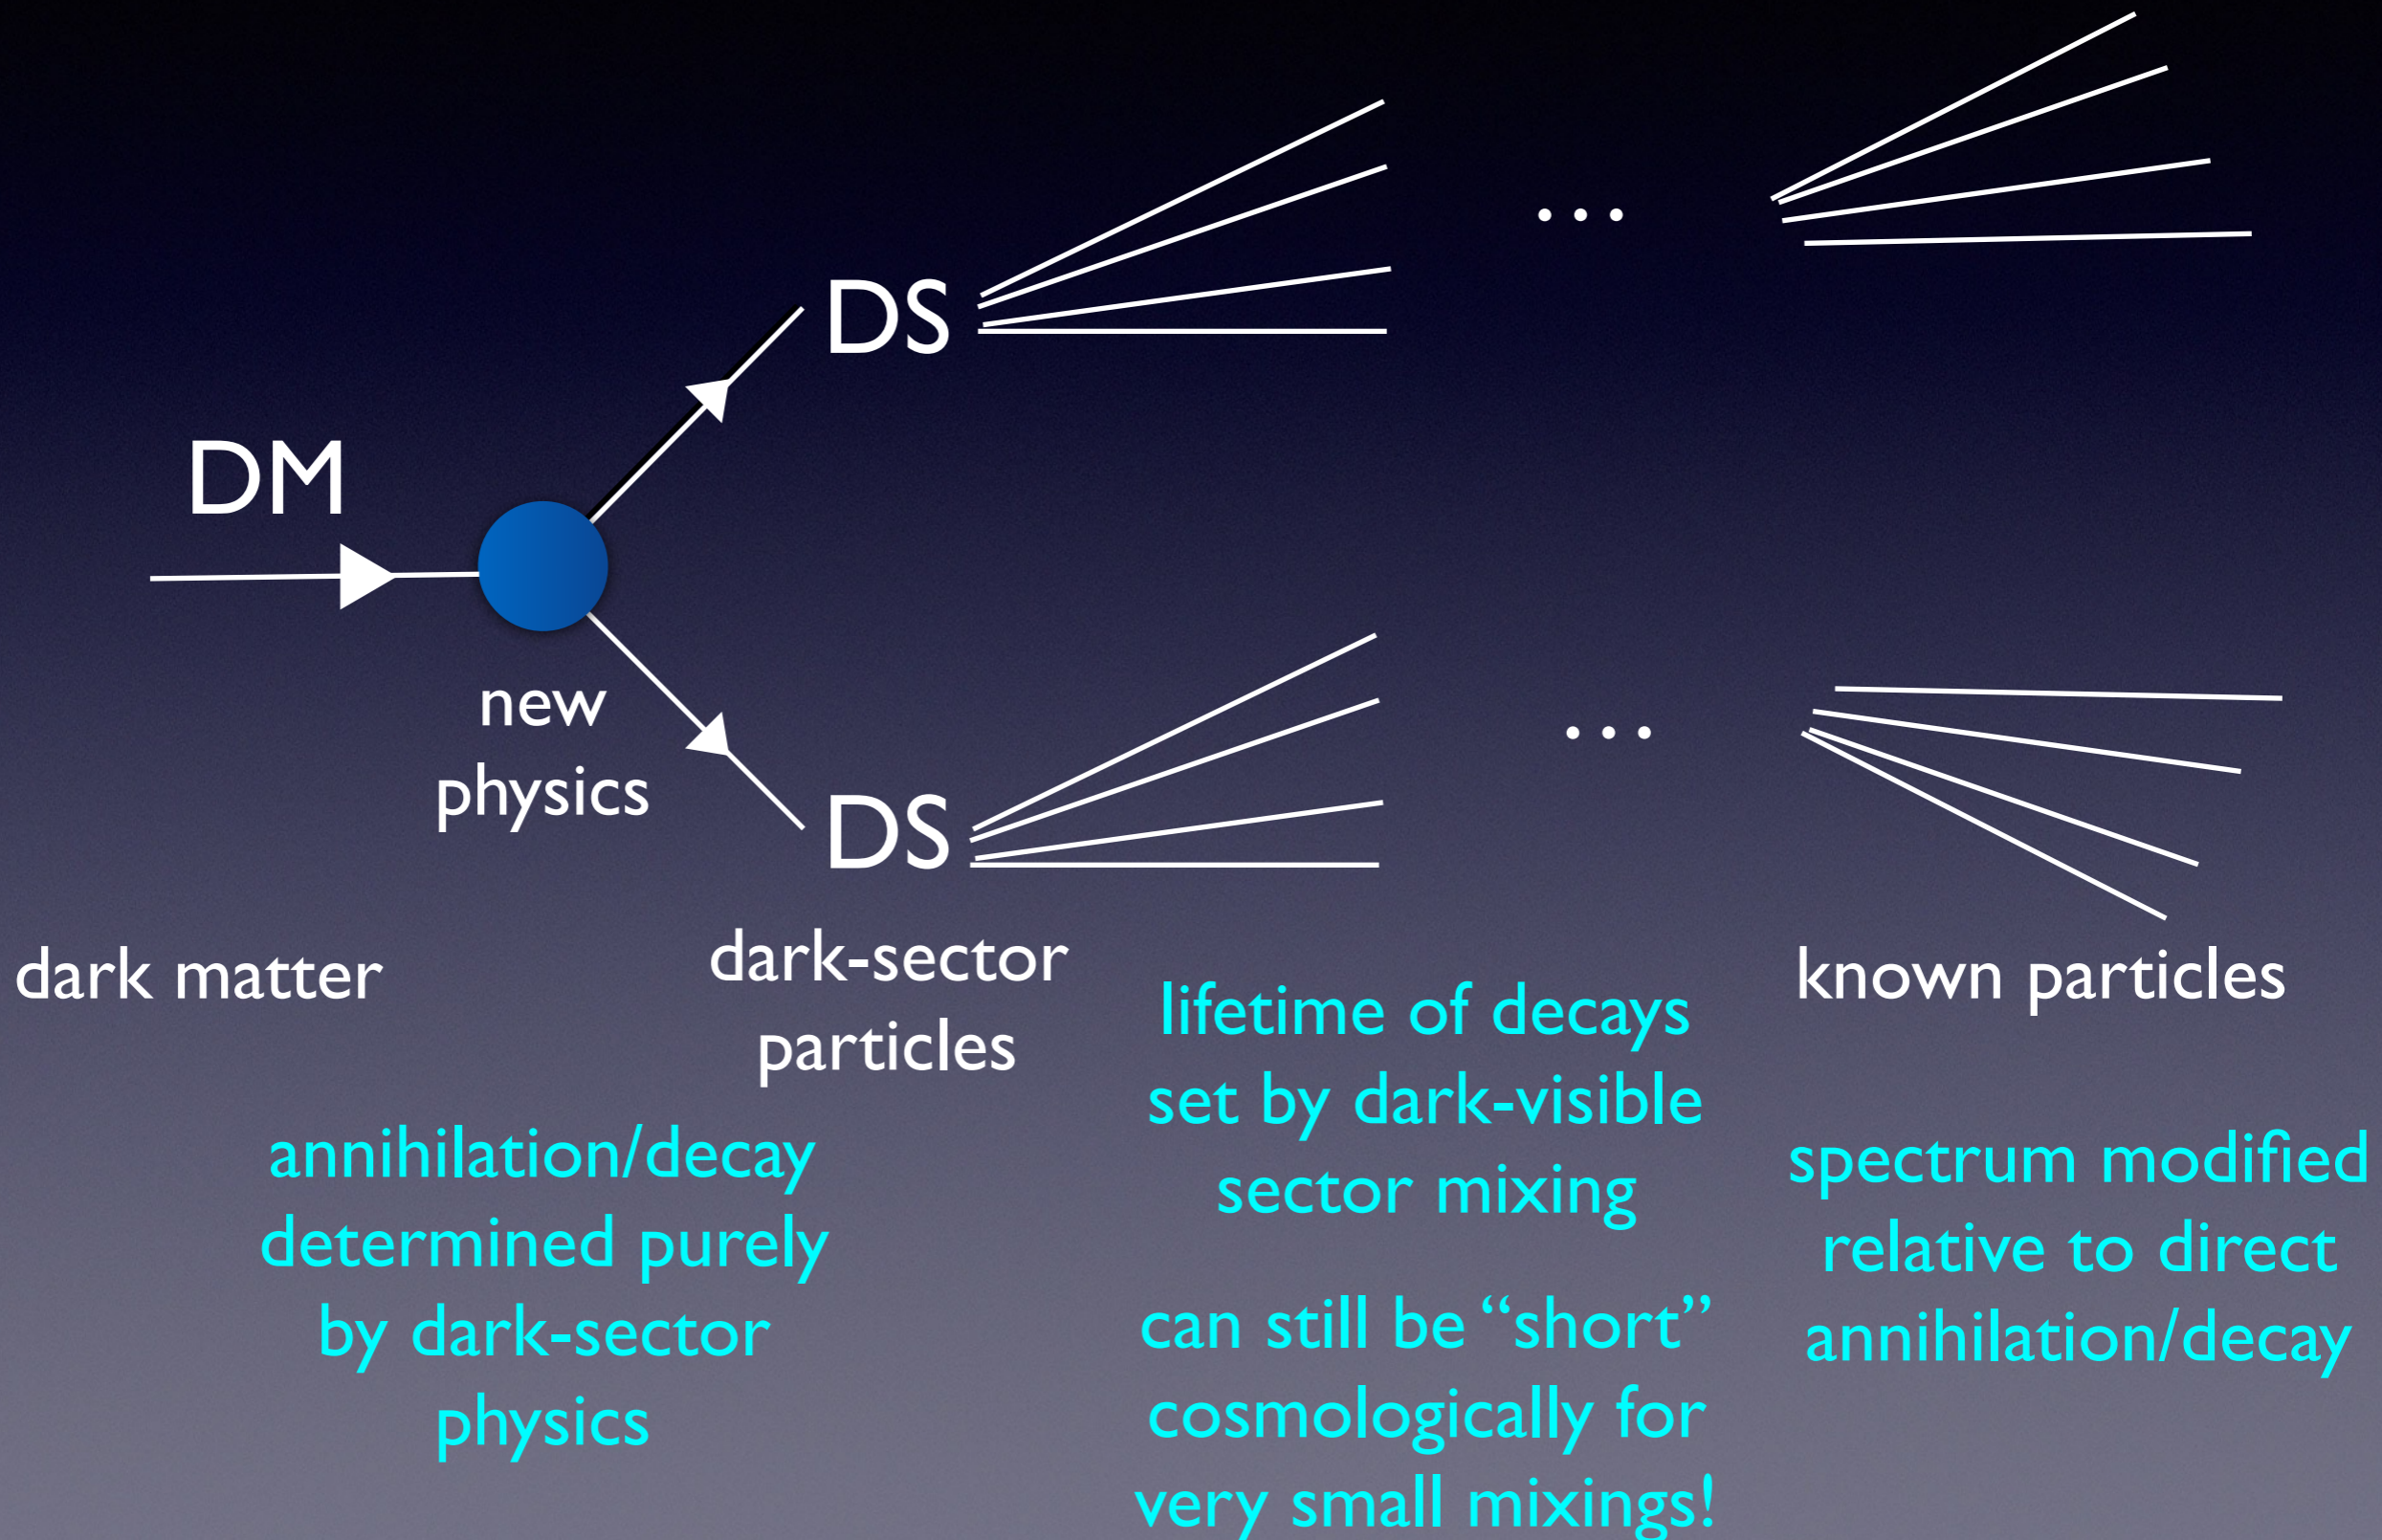 DS
...
DM
new
physics
...
DS
dark matter
dark-sector
particles
known particles
annihilation/decay
determined purely
by dark-sector
physics
lifetime of decays
set by dark-visible
sector mixing
can still be “short”
cosmologically for
very small mixings!
spectrum modified
relative to direct
annihilation/decay